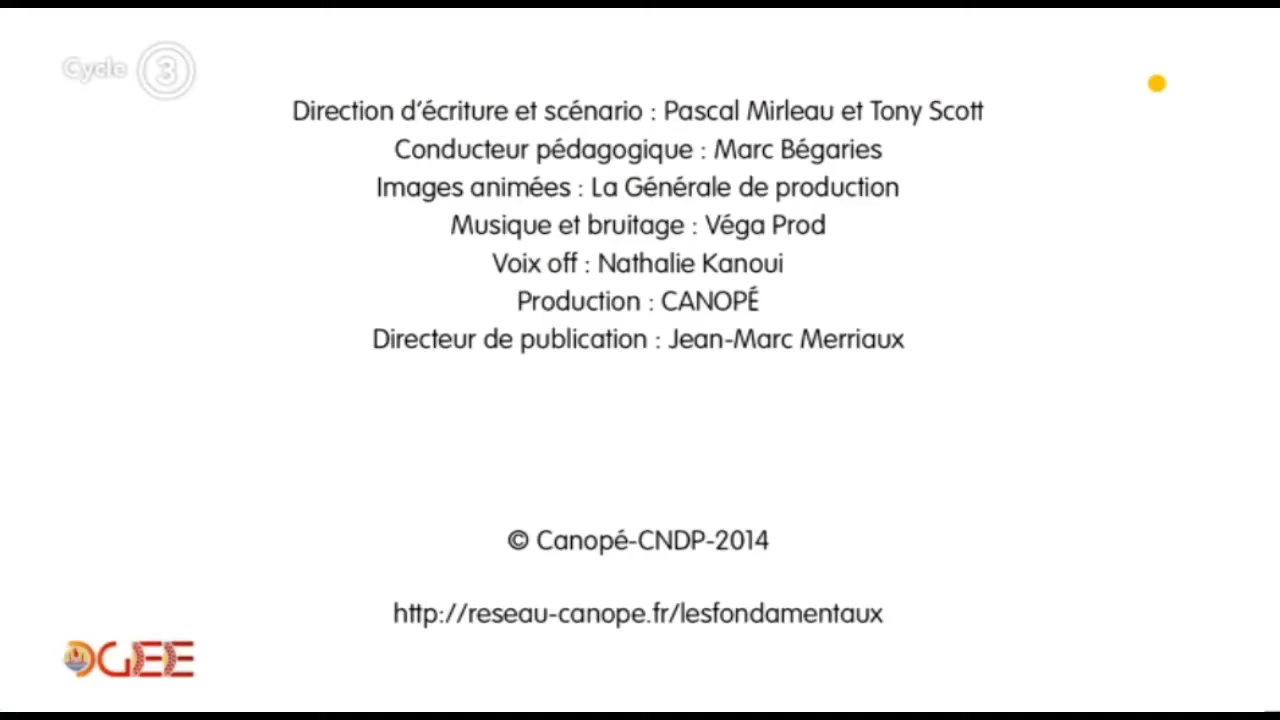 Cycle 3
Direction d'écriture et scénario : Pascal Mirleau et Tony Scott
Conducteur pédagogique : Marc Bégaries
Images animées : La Générale de production
Musique et bruitage : Véga Prod
Voix off : Nathalie Kanoui
Production : CANOPÉ
Directeur de publication : Jean-Marc Merriaux
© Canopé-CNDP-2014
http://reseau-canope.fr/lesfondamentaux
DGEE